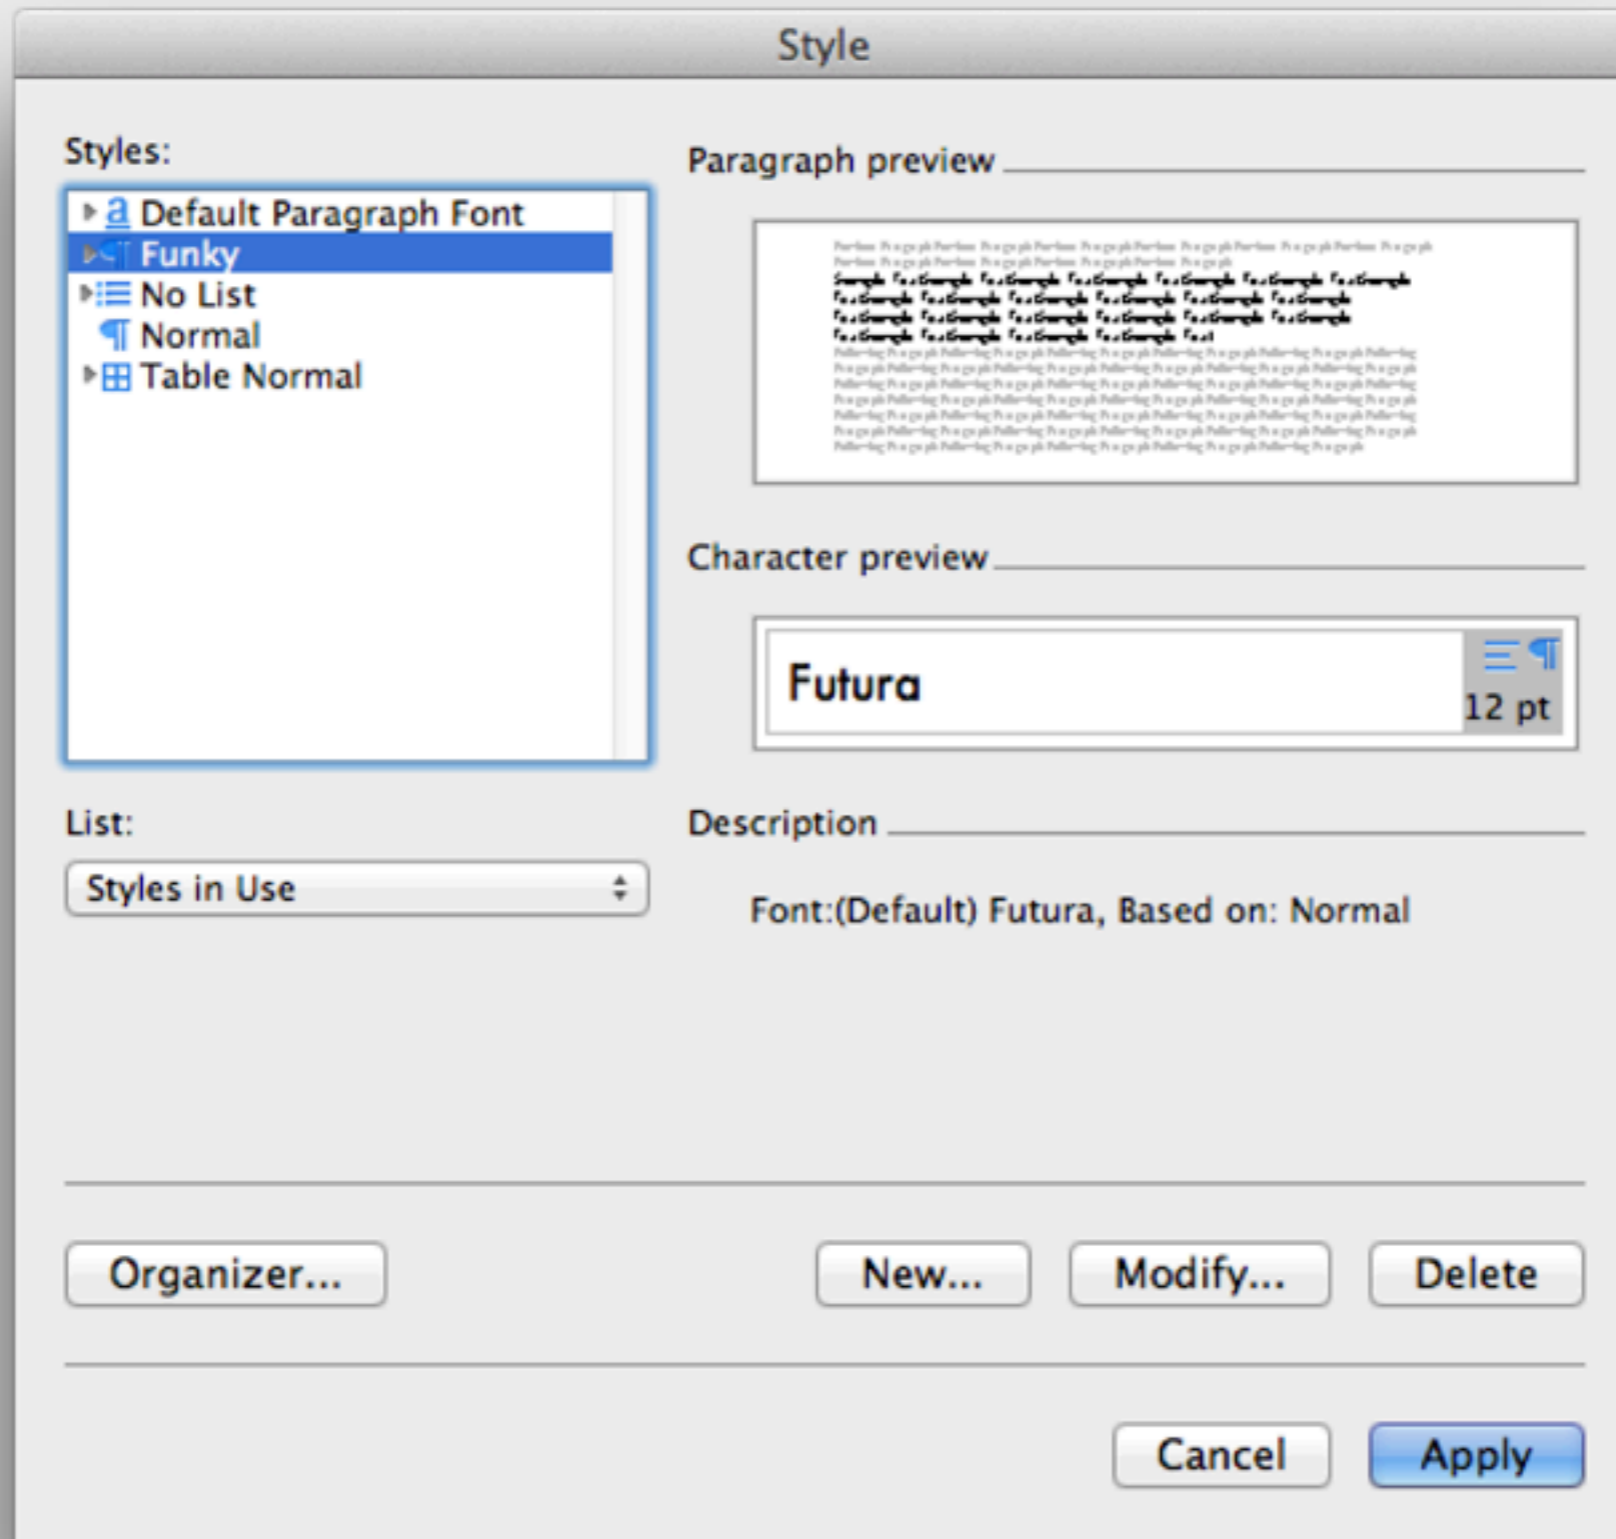 Style
Styles:
a Default Paragraph Font
¶ Funky
No List
¶ Normal
Table Normal
List:
Styles in Use
Paragraph preview
Character preview
Futura
¶
12 pt
Description
Font:(Default) Futura, Based on: Normal
Organizer...
New...
Modify...
Delete
Cancel
Apply